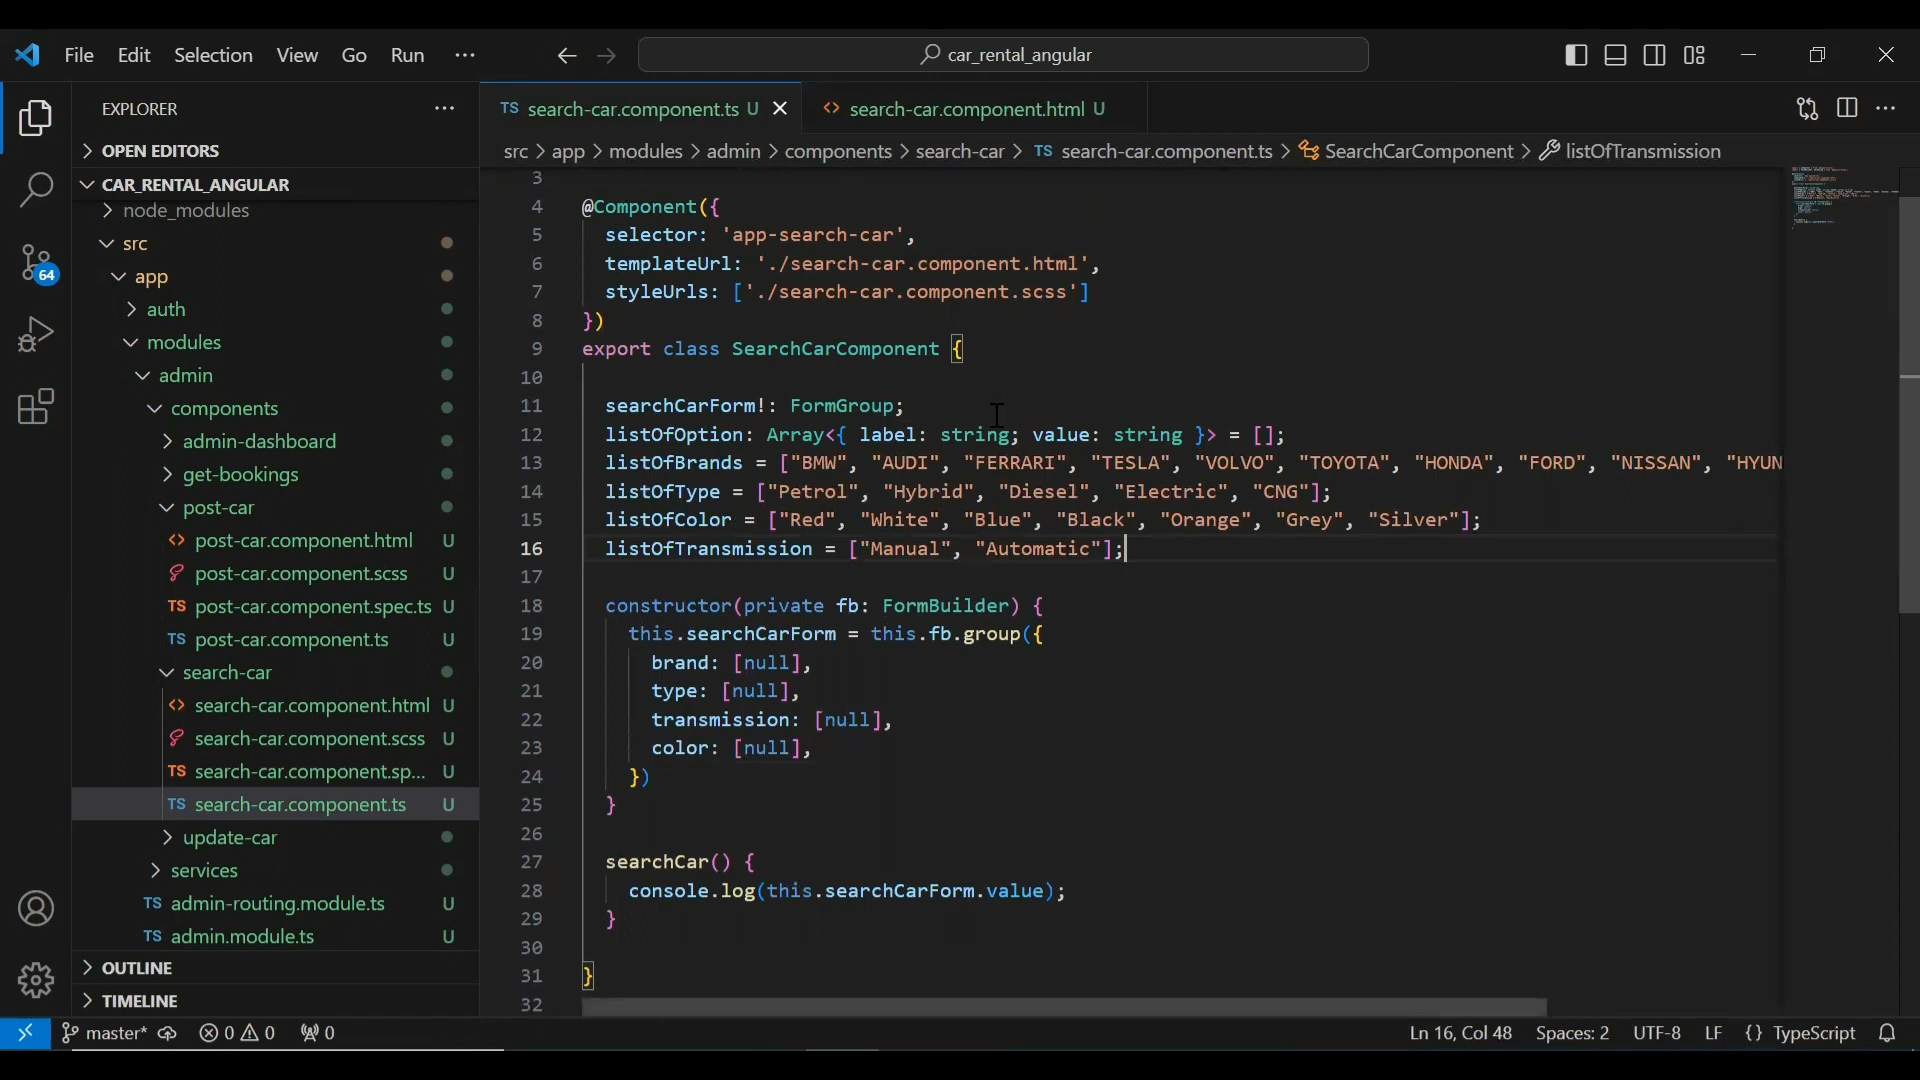 File Edit Selection View Go Run ···
car_rental_angular
EXPLORER
OPEN EDITORS
CAR_RENTAL_ANGULAR
node_modules
src
app
auth
modules
admin
components
admin-dashboard
get-bookings
post-car
post-car.component.html U
post-car.component.scss U
post-car.component.spec.ts U
TS post-car.component.ts U
search-car
search-car.component.html U
search-car.component.scss U
TS search-car.component.sp... U
TS search-car.component.ts U
update-car
services
TS admin-routing.module.ts U
TS admin.module.ts U
OUTLINE
TIMELINE
64
TS search-car.component.ts U
<> search-car.component.html U
src > app > modules > admin > components > search-car > TS search-car.component.ts > SearchCarComponent > listOfTransmission
3
4 @Component({
5 selector: 'app-search-car',
6 templateUrl: './search-car.component.html',
7 styleUrls: ['./search-car.component.scss']
8 })
9 export class SearchCarComponent {
10
11 searchCarForm!: FormGroup;
12 listOfOption: Array<{ label: string; value: string }> = [];
13 listOfBrands = ["BMW", "AUDI", "FERRARI", "TESLA", "VOLVO", "TOYOTA", "HONDA", "FORD", "NISSAN", "HYUN
14 listOfType = ["Petrol", "Hybrid", "Diesel", "Electric", "CNG"];
15 listOfColor = ["Red", "White", "Blue", "Black", "Orange", "Grey", "Silver"];
16 listOfTransmission = ["Manual", "Automatic"];
17
18 constructor(private fb: FormBuilder) {
19 this.searchCarForm = this.fb.group({
20 brand: [null],
21 type: [null],
22 transmission: [null],
23 color: [null],
24 })
25 }
26
27 searchCar() {
28 console.log(this.searchCarForm.value);
29 }
30
31 }
32
master* 0 0 0
Ln 16, Col 48 Spaces: 2 UTF-8 LF {} TypeScript